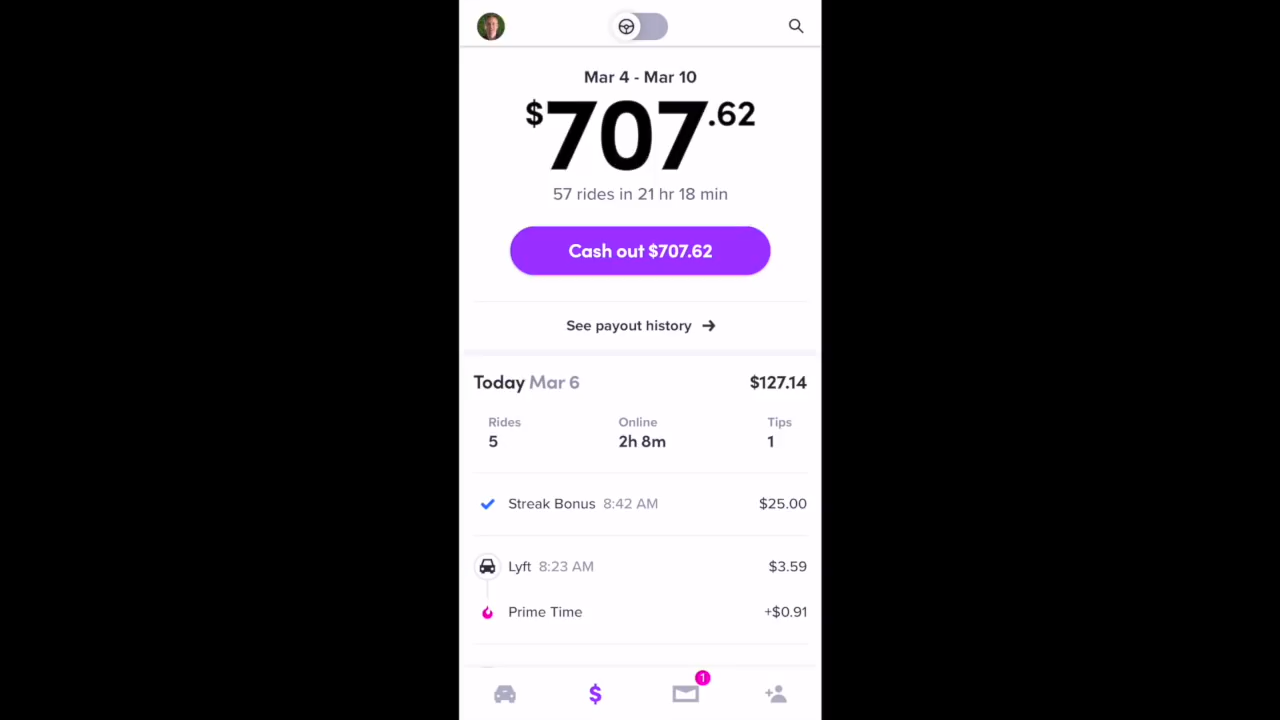 Mar 4 - Mar 10
$707.62
57 rides in 21 hr 18 min
Cash out $707.62
See payout history →
Today Mar 6 $127.14
Rides Online Tips
5 2h 8m 1
Streak Bonus 8:42 AM $25.00
Lyft 8:23 AM $3.59
Prime Time +$0.91
$ 1